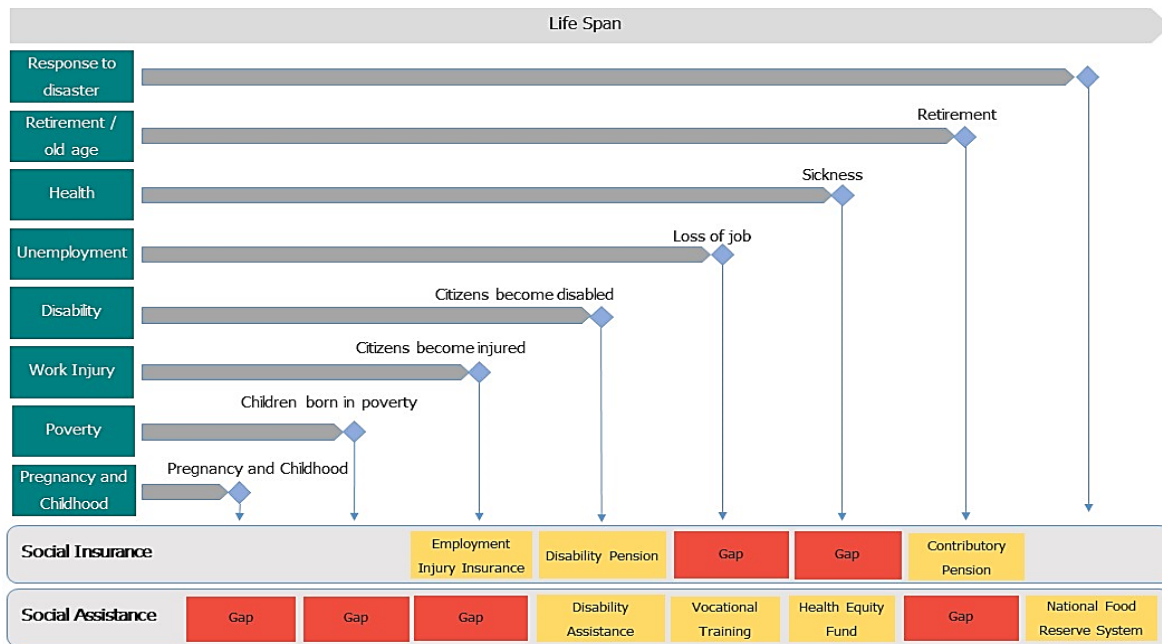 Life Span
Response to
disaster
Retirement /
old age
Retirement
Health
Sickness
Unemployment
Loss of job
Disability
Citizens become disabled
Work Injury
Citizens become injured
Poverty
Children born in poverty
Pregnancy and
Childhood
Pregnancy and Childhood
Social Insurance
Employment
Injury Insurance
Disability Pension
Gap
Gap
Contributory
Pension
Social Assistance
Gap
Gap
Gap
Disability
Assistance
Vocational
Training
Health Equity
Fund
Gap
National Food
Reserve System